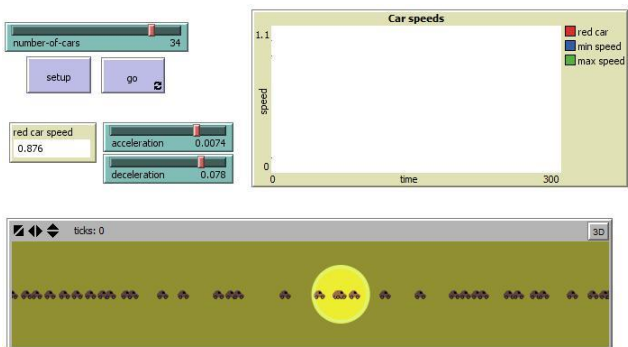 number-of-cars 34
setup
go
red car speed
0.876
acceleration 0.0074
deceleration 0.078
Car speeds
1.1
speed
0
0
time
300
red car
min speed
max speed
ticks: 0
3D